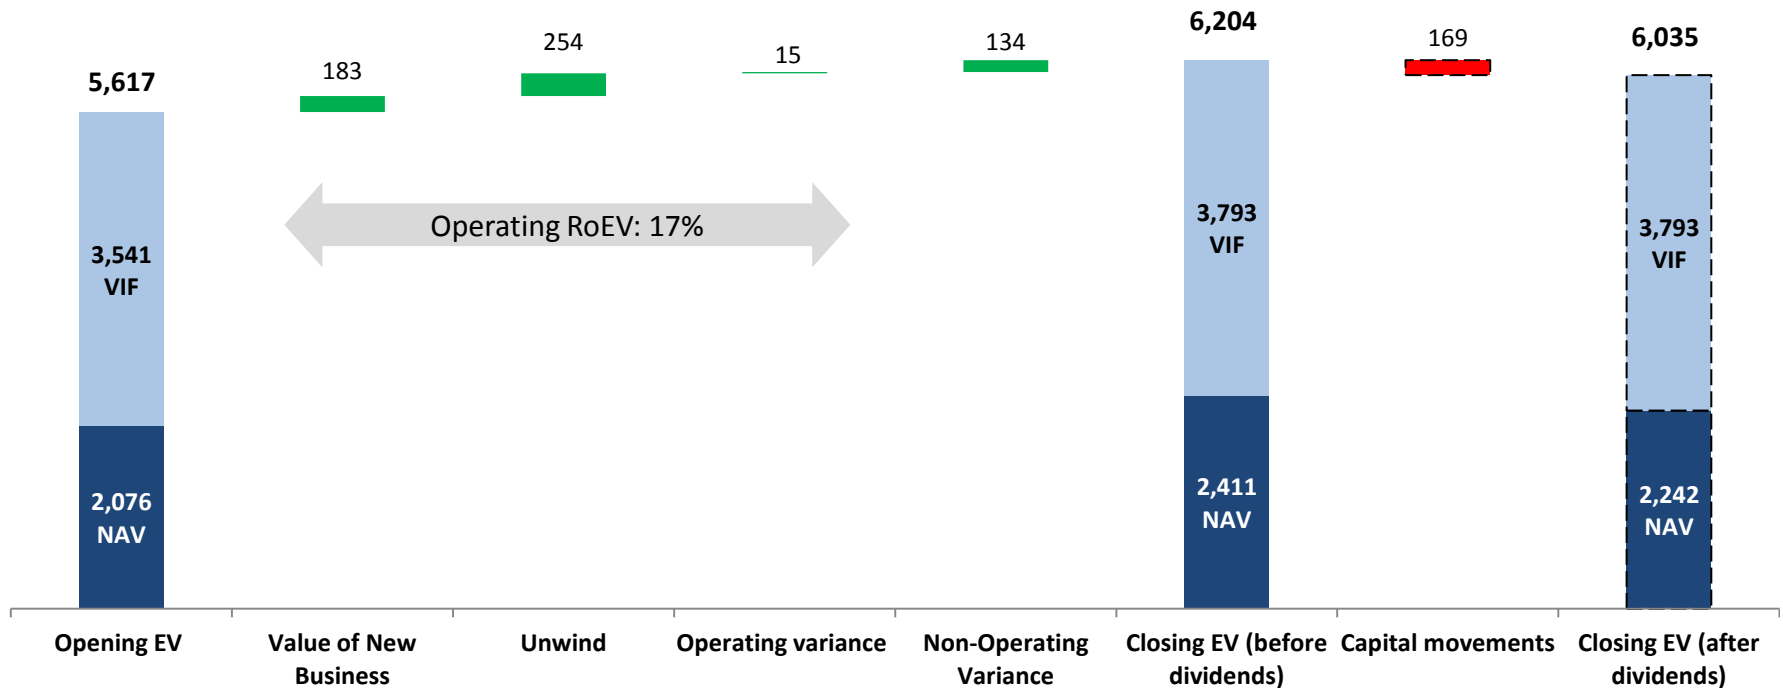 5,617
183
254
15
134
6,204
169
6,035
Operating RoEV: 17%
3,541
VIF
2,076
NAV
3,793
VIF
2,411
NAV
3,793
VIF
2,242
NAV
Opening EV
Value of New
Business
Unwind
Operating variance
Non-Operating
Variance
Closing EV (before
dividends)
Capital movements
Closing EV (after
dividends)